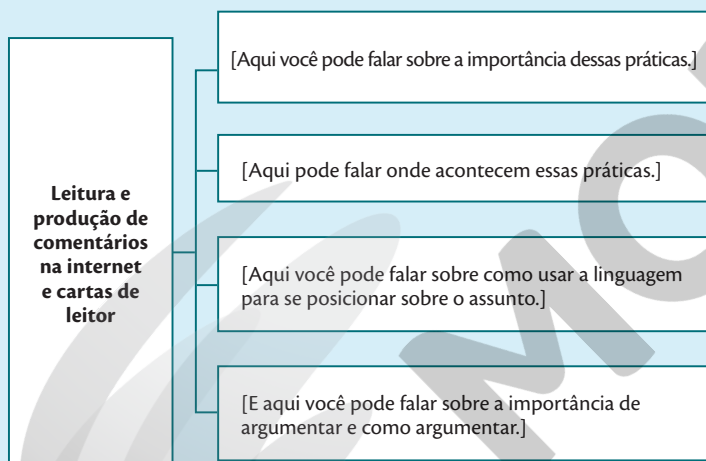 Leitura e
produção de
comentários
na internet
e cartas de
leitor
[Aqui você pode falar sobre a importância dessas práticas.]
[Aqui pode falar onde acontecem essas práticas.]
[Aqui você pode falar sobre como usar a linguagem
para se posicionar sobre o assunto.]
[E aqui você pode falar sobre a importância de
argumentar e como argumentar.]